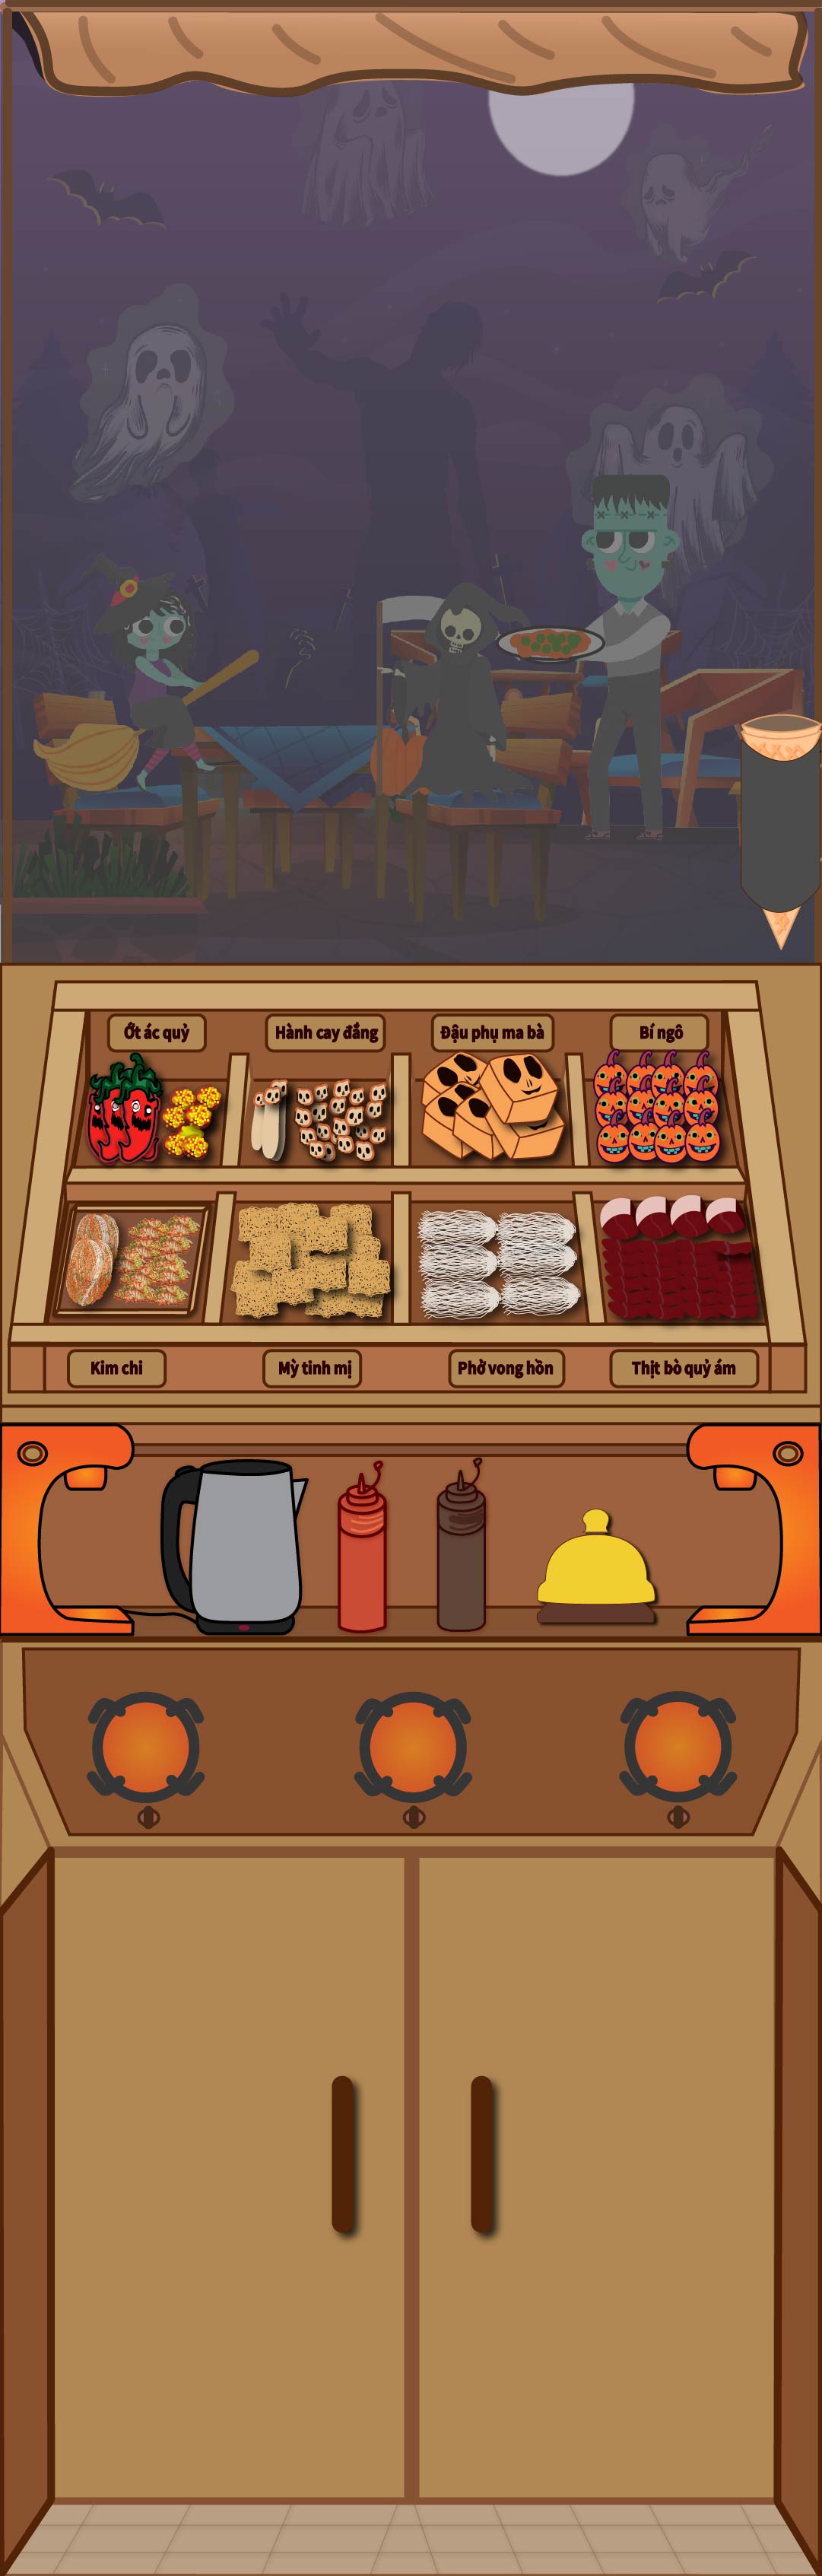 Ớt ác quỷ
Hành cay đắng
Đậu phụ ma bà
Bí ngô
Kim chi
Mỳ tinh mị
Phở vong hồn
Thịt bò quỷ ám